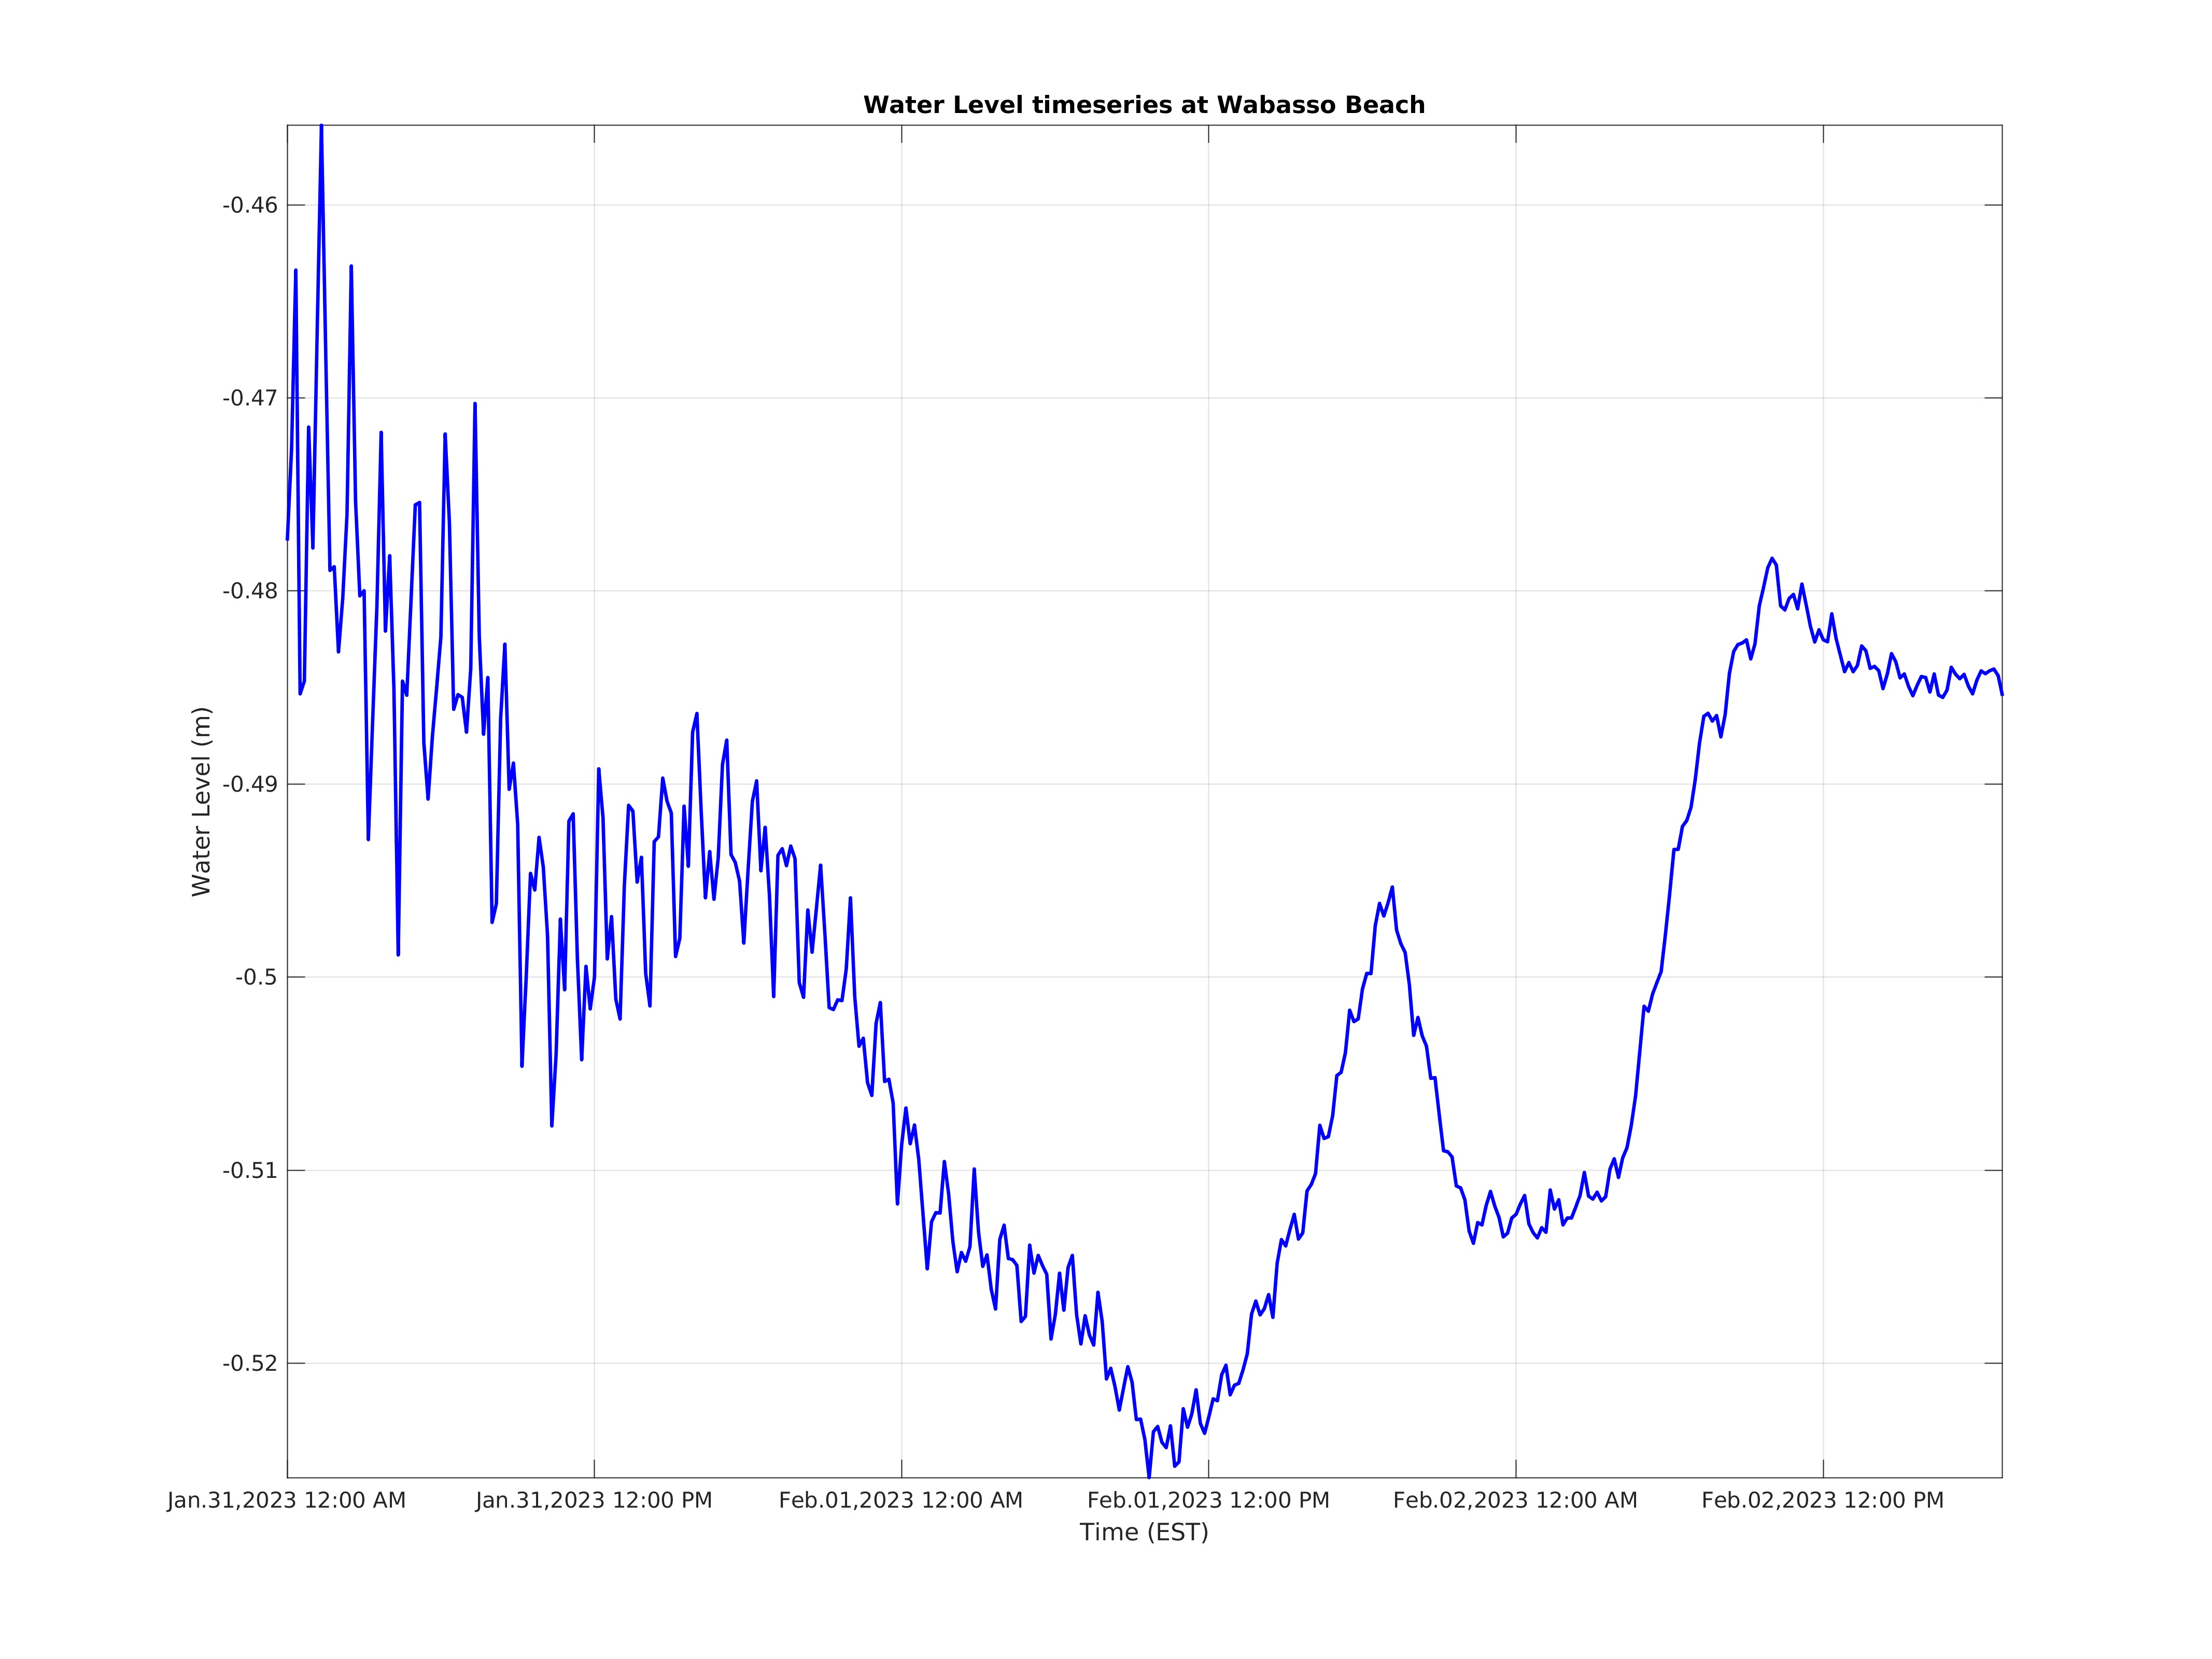 Water Level timeseries at Wabasso Beach
-0.46
-0.47
-0.48
-0.49
-0.5
-0.51
-0.52
Water Level (m)
Jan.31,2023 12:00 AM
Jan.31,2023 12:00 PM
Feb.01,2023 12:00 AM
Feb.01,2023 12:00 PM
Feb.02,2023 12:00 AM
Feb.02,2023 12:00 PM
Time (EST)